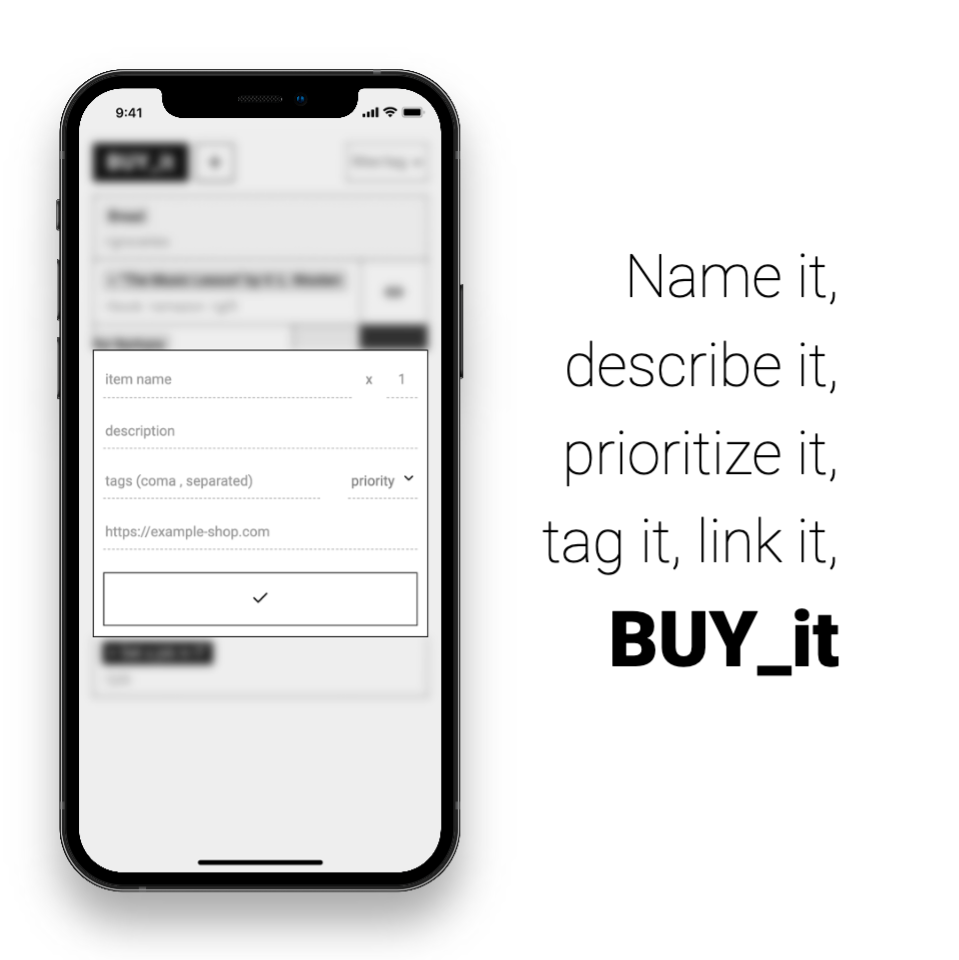 9:41
BUY_it
item name x 1
description
tags (coma , separated) priority
https://example-shop.com
Name it,
describe it,
prioritize it,
tag it, link it,
BUY_it